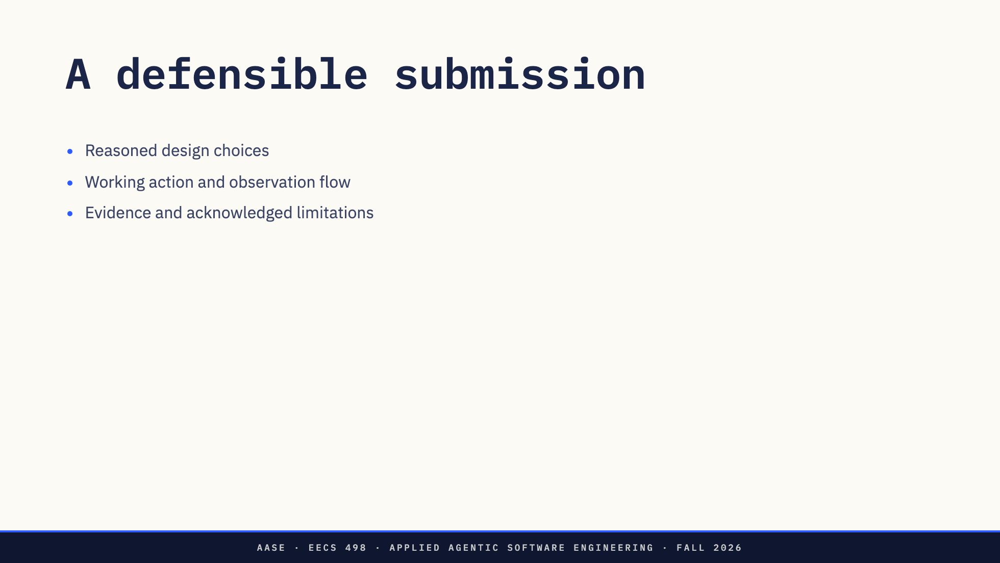 A defensible submission
• Reasoned design choices
• Working action and observation flow
• Evidence and acknowledged limitations
AASE · EECS 498 · APPLIED AGENTIC SOFTWARE ENGINEERING · FALL 2026